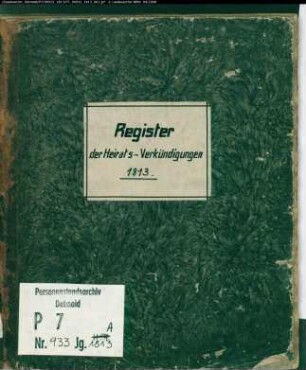 Register
der Heirats-Verkündigungen
1813.
Personenstandsarchiv
Detmold
P 7
A
Nr. 933 Jg. 1813